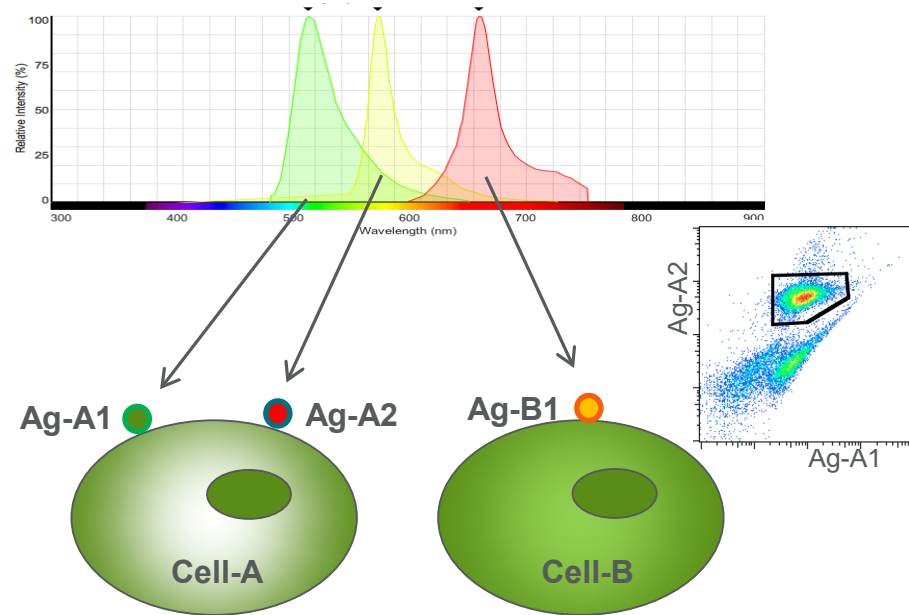 100
75
50
25
0
Relative Intensity (%)
300 400 500 600 700 800 900
Wavelength (nm)
Ag-A2
Ag-A1
Ag-A1
Ag-A2
Ag-B1
Cell-A
Cell-B